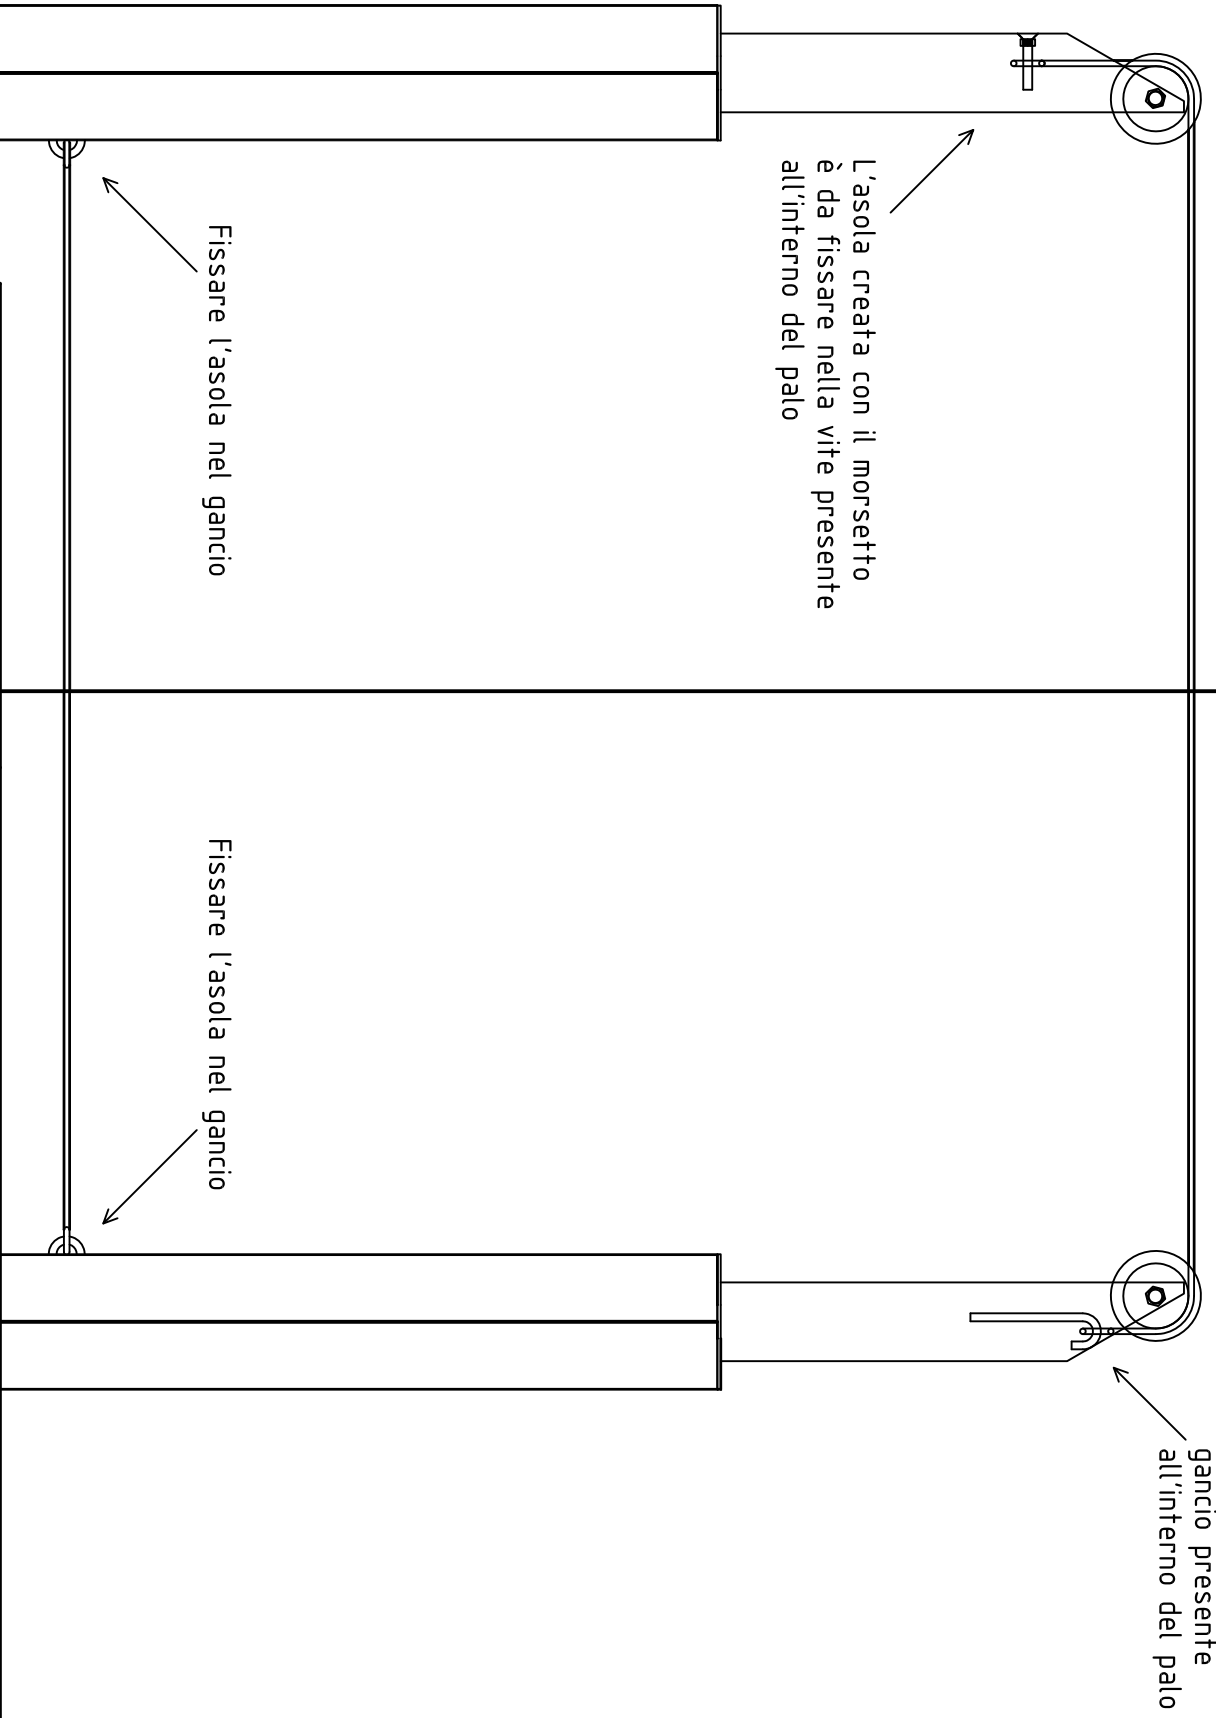 gancio presente
all'interno del palo
L'asola creata con il morsetto
è da fissare nella vite presente
all'interno del palo
Fissare l'asola nel gancio
Fissare l'asola nel gancio